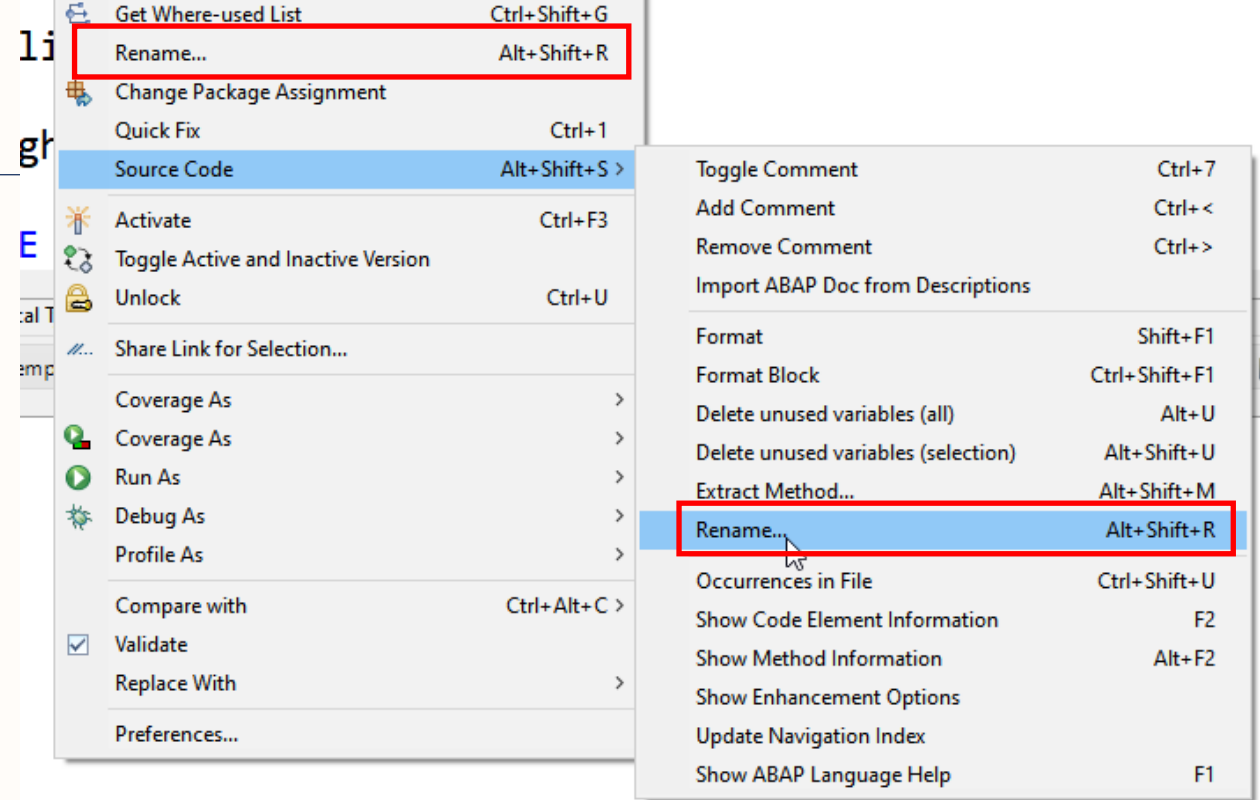 Get Where-used List Ctrl+Shift+G
li
Rename... Alt+Shift+R
Change Package Assignment
gh
Quick Fix Ctrl+1
Source Code Alt+Shift+S >
Activate Ctrl+F3
E
Toggle Active and Inactive Version
Unlock Ctrl+U
cal T
Share Link for Selection...
emp
Coverage As >
Coverage As >
Run As >
Debug As >
Profile As >
Compare with Ctrl+Alt+C >
Validate
Replace With >
Preferences...
Toggle Comment Ctrl+7
Add Comment Ctrl+<
Remove Comment Ctrl+>
Import ABAP Doc from Descriptions
Format Shift+F1
Format Block Ctrl+Shift+F1
Delete unused variables (all) Alt+U
Delete unused variables (selection) Alt+Shift+U
Extract Method... Alt+Shift+M
Rename... Alt+Shift+R
Occurrences in File Ctrl+Shift+U
Show Code Element Information F2
Show Method Information Alt+F2
Show Enhancement Options
Update Navigation Index
Show ABAP Language Help F1